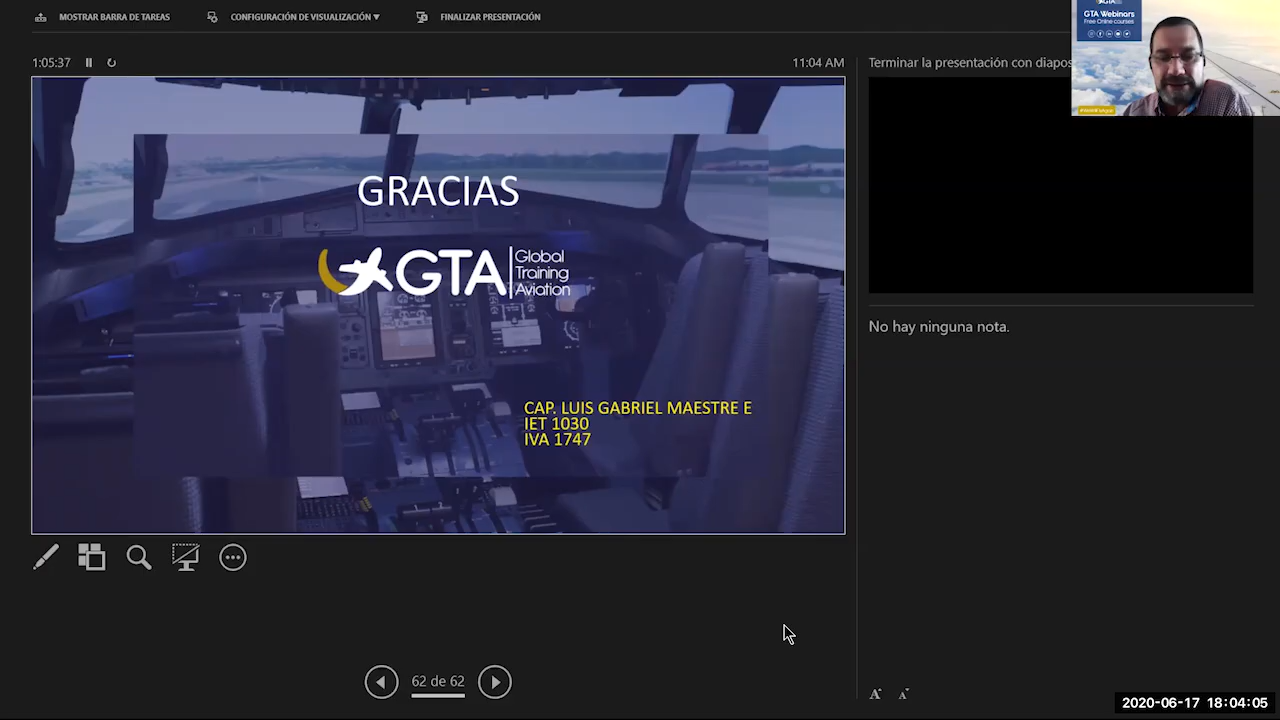 MOSTRAR BARRA DE TAREAS
CONFIGURACIÓN DE VISUALIZACIÓN ▼
FINALIZAR PRESENTACIÓN
1:05:37
11:04 AM
GRACIAS
GTA
Global
Training
Aviation
CAP. LUIS GABRIEL MAESTRE E
IET 1030
IVA 1747
62 de 62
Terminar la presentación con diapos
No hay ninguna nota.
GTA Webinars
Free Online courses
2020-06-17 18:04:05